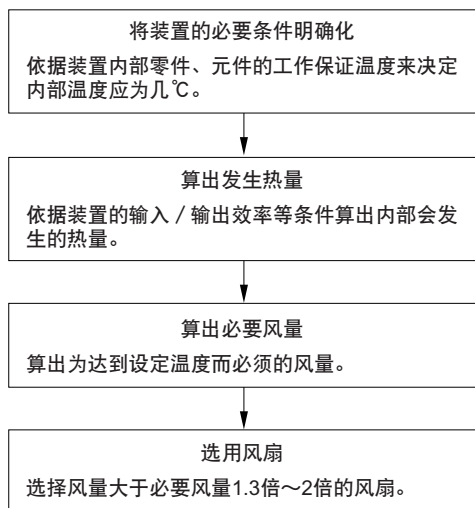 将装置的必要条件明确化
依据装置内部零件、元件的工作保证温度来决定
内部温度应为几℃。
算出发生热量
依据装置的输入／输出效率等条件算出内部会发
生的热量。
算出必要风量
算出为达到设定温度而必须的风量。
选用风扇
选择风量大于必要风量1.3倍～2倍的风扇。